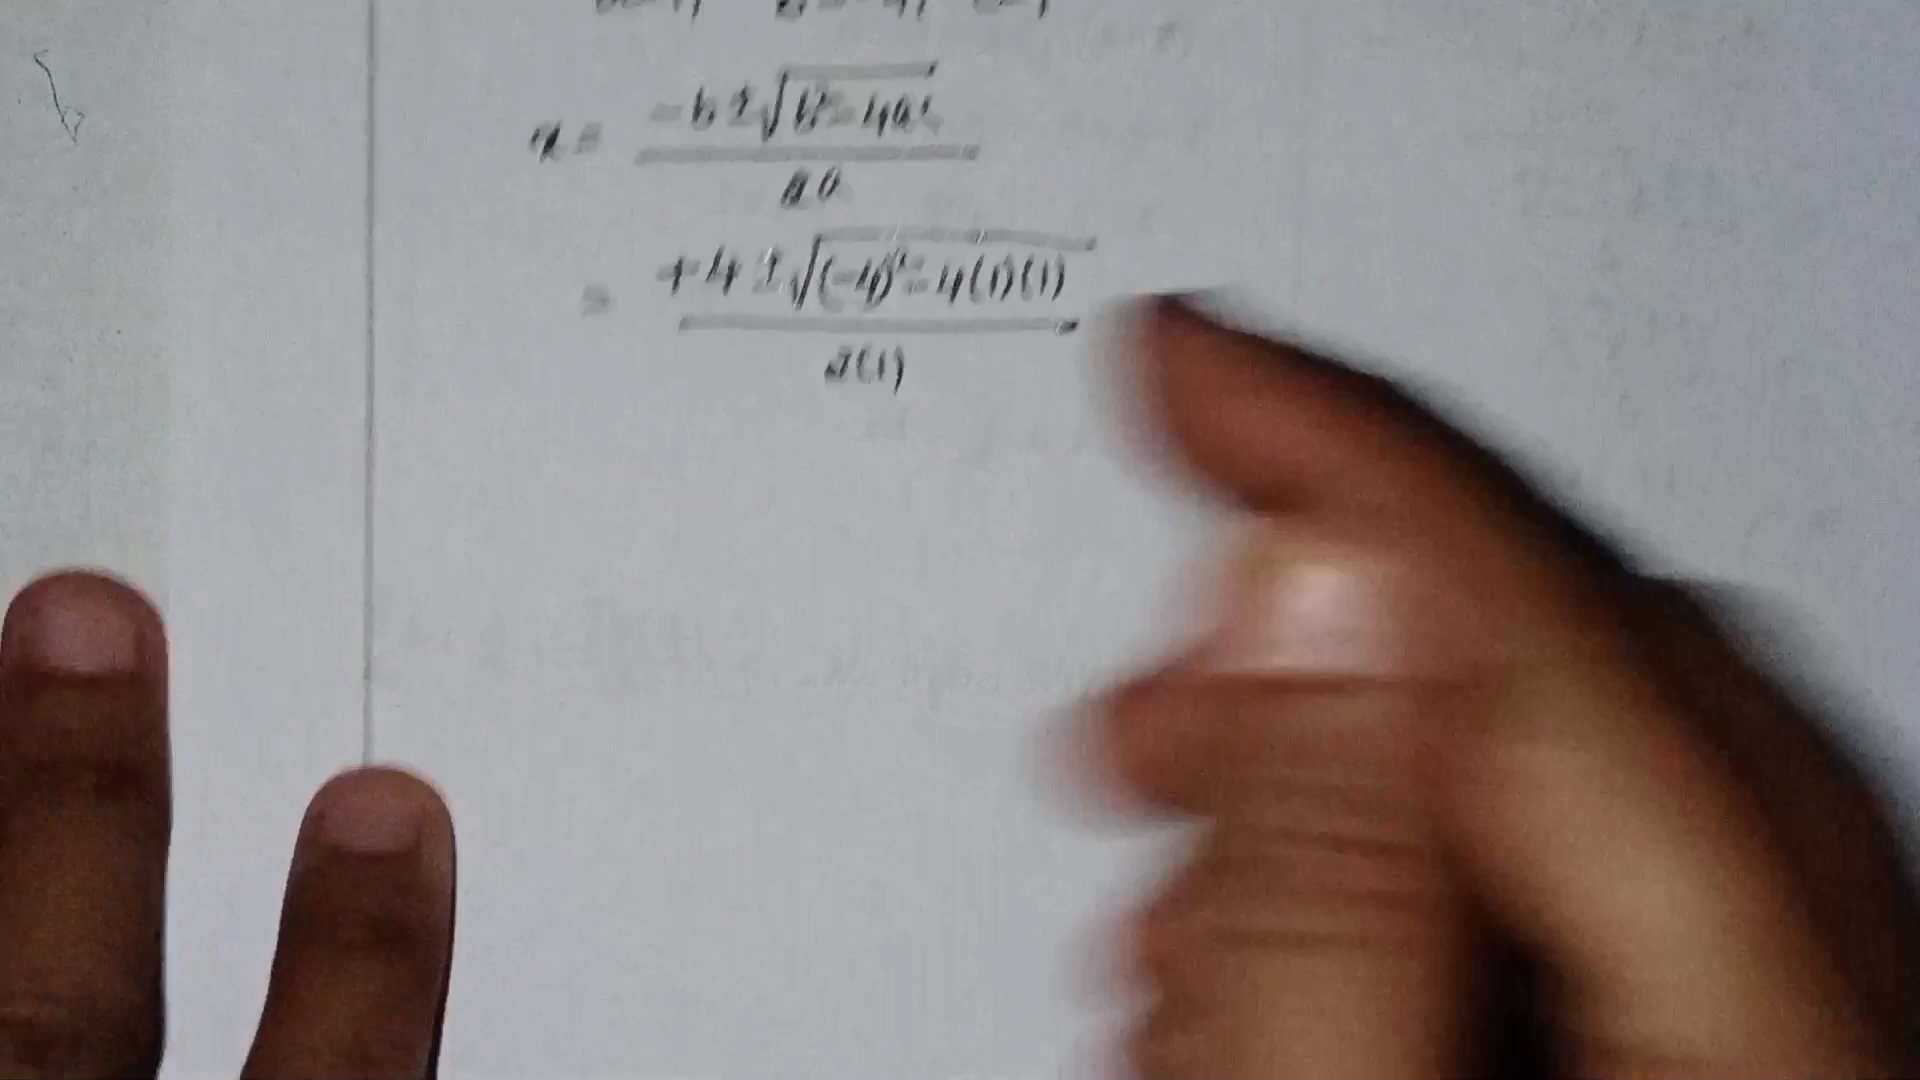 x = -b ± √b² - 4ac
2a
= +4 ± √(-4)² - 4(1)(1)
2(1)